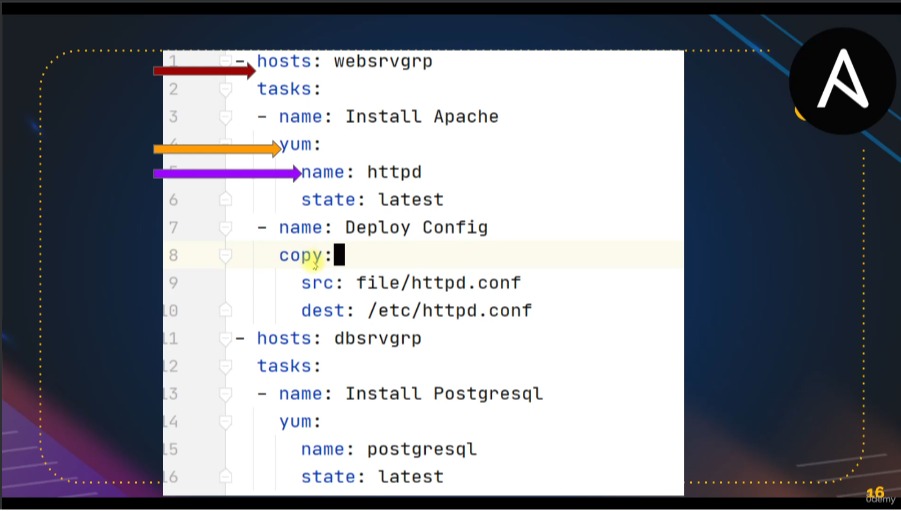 1 - hosts: websrvgrp
2 tasks:
3 - name: Install Apache
4 yum:
5 name: httpd
6 state: latest
7 - name: Deploy Config
8 copy:
9 src: file/httpd.conf
10 dest: /etc/httpd.conf
11 - hosts: dbsrvgrp
12 tasks:
13 - name: Install Postgresql
14 yum:
15 name: postgresql
16 state: latest
16
udemy